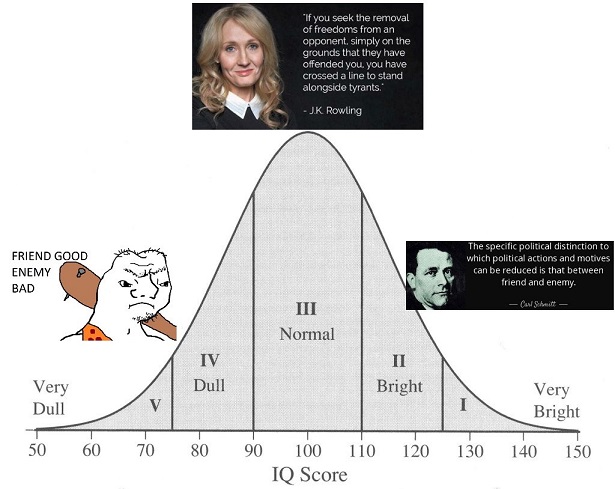 "If you seek the removal
of freedoms from an
opponent, simply on the
grounds that they have
offended you, you have
crossed a line to stand
alongside tyrants."
- J.K. Rowling
FRIEND GOOD
ENEMY
BAD
The specific political distinction to
which political actions and motives
can be reduced is that between
friend and enemy.
— Carl Schmitt —
III
Normal
IV
Dull
II
Bright
Very
Dull
V
I
Very
Bright
50 60 70 80 90 100 110 120 130 140 150
IQ Score